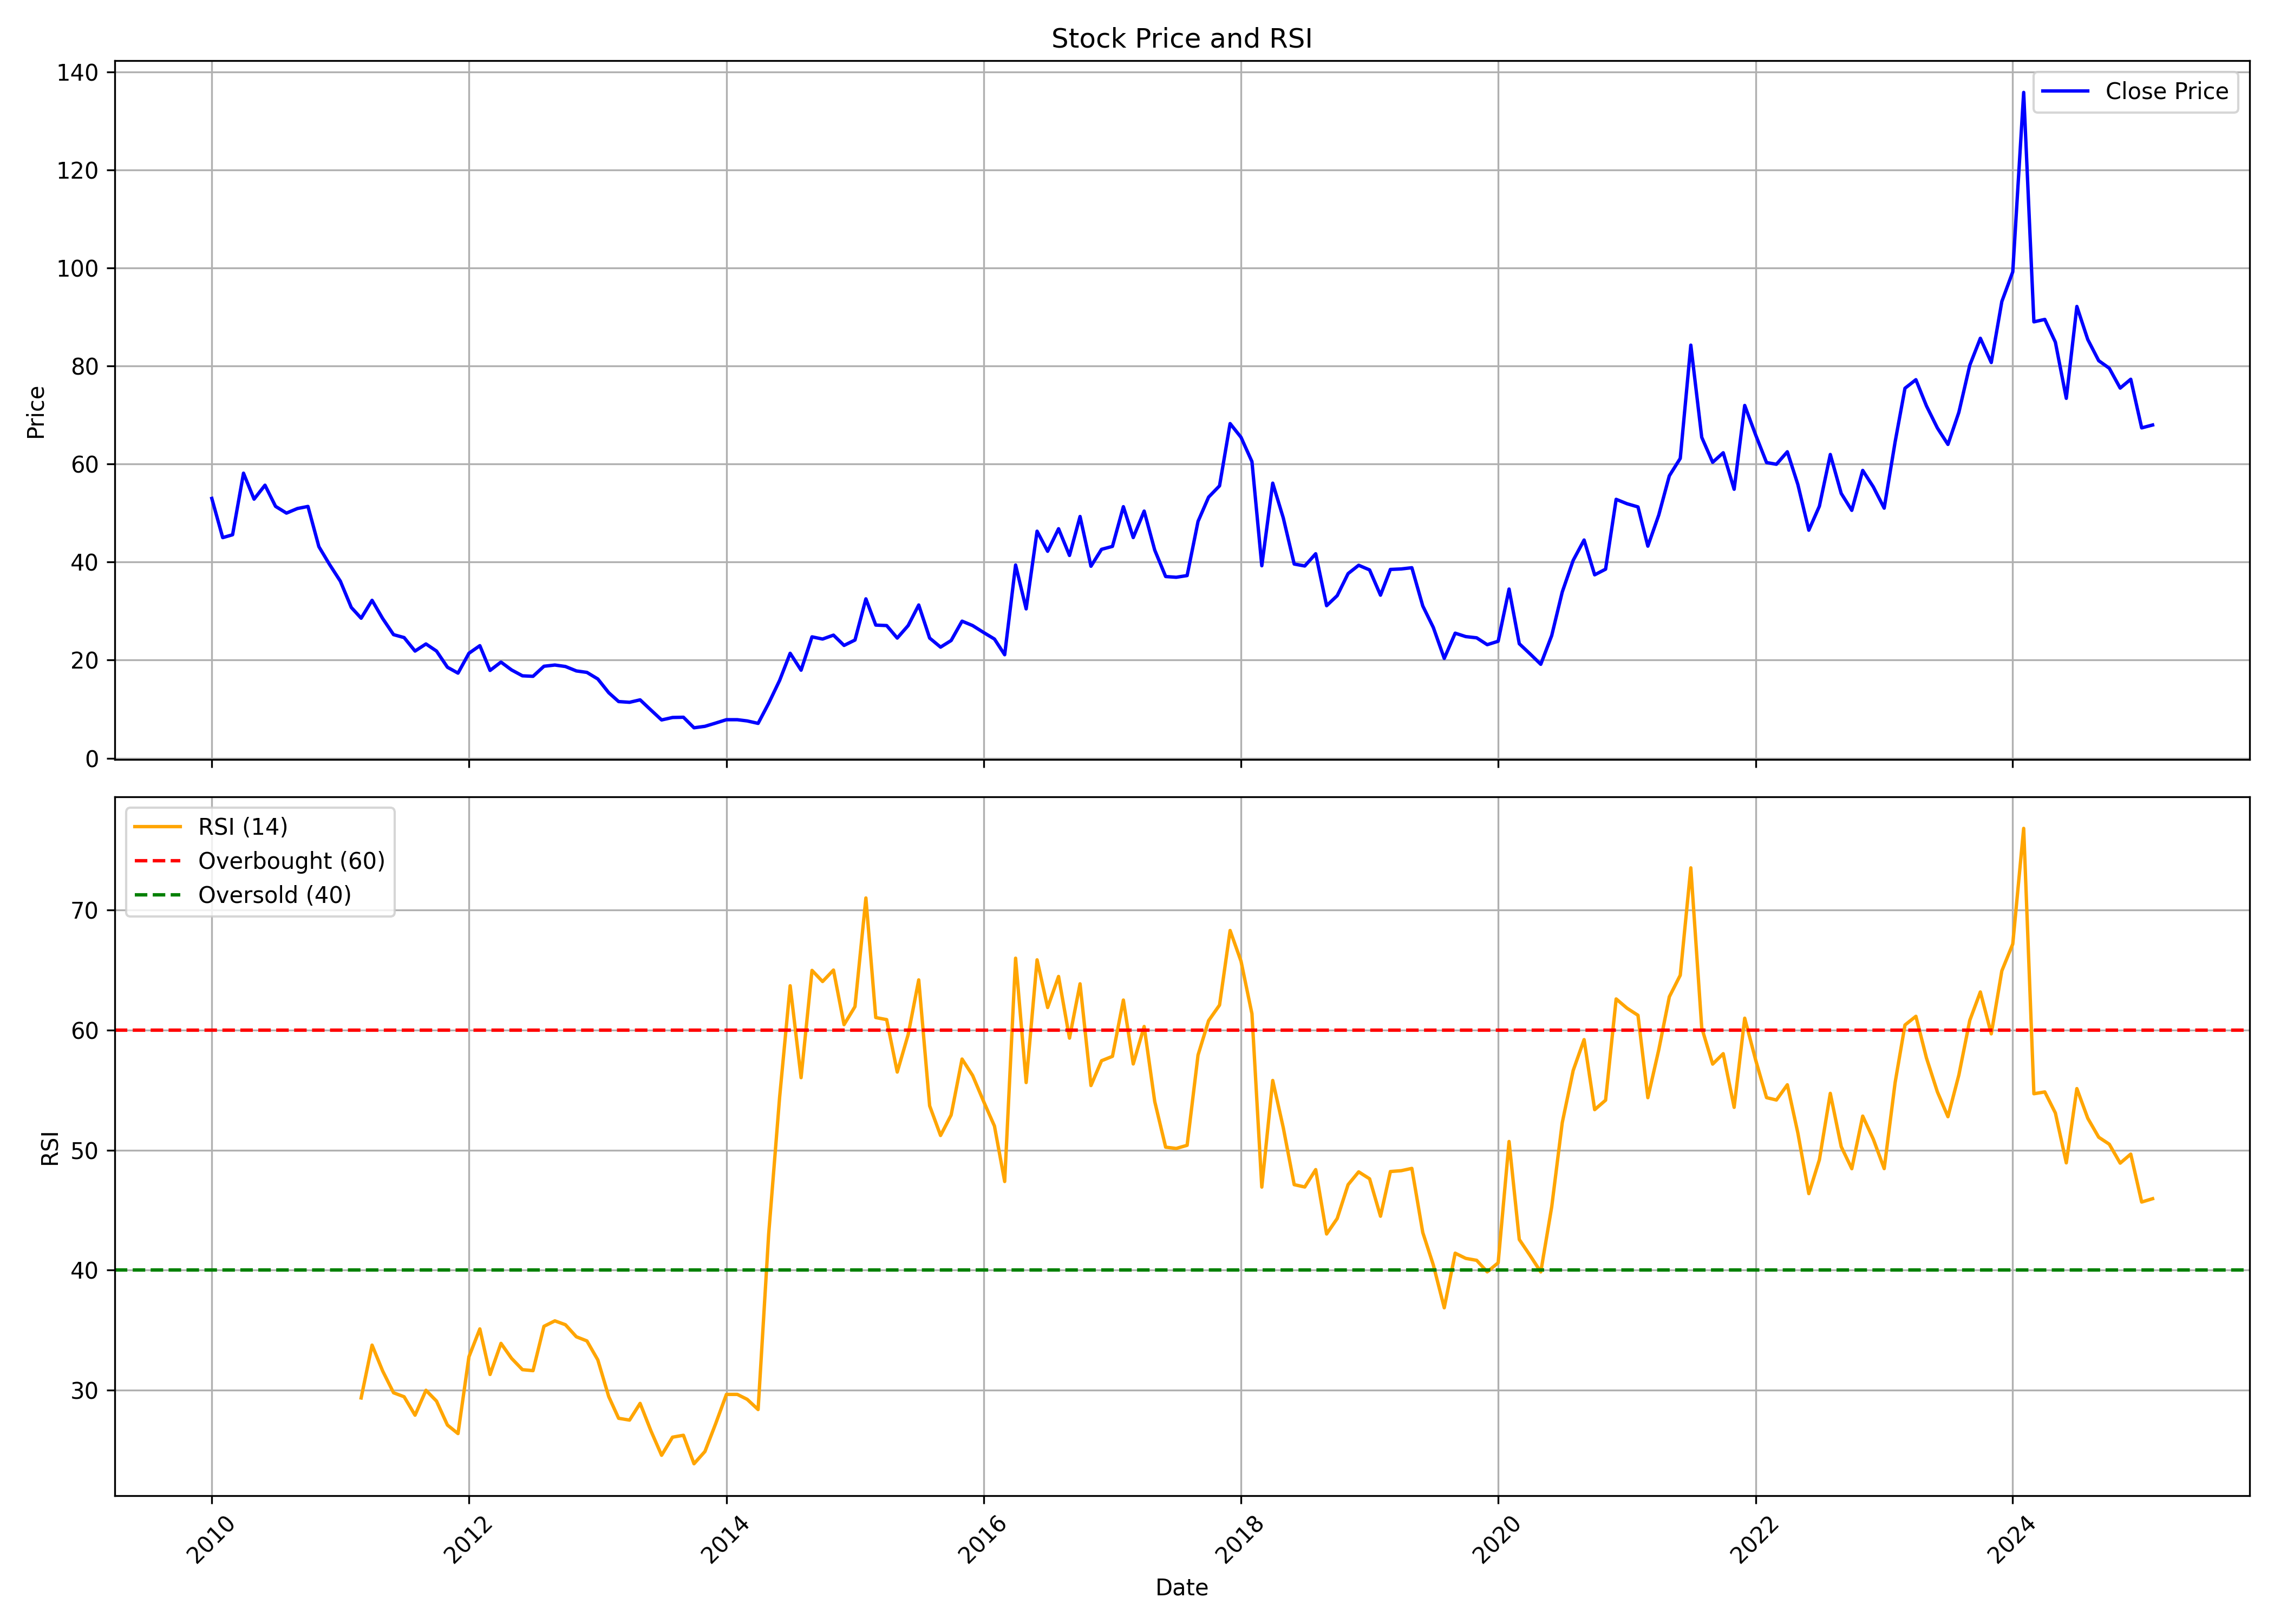 Stock Price and RSI
140
120
100
80
60
40
20
0
Price
Close Price
RSI (14)
Overbought (60)
Oversold (40)
70
60
50
40
30
RSI
2010
2012
2014
2016
2018
2020
2022
2024
Date